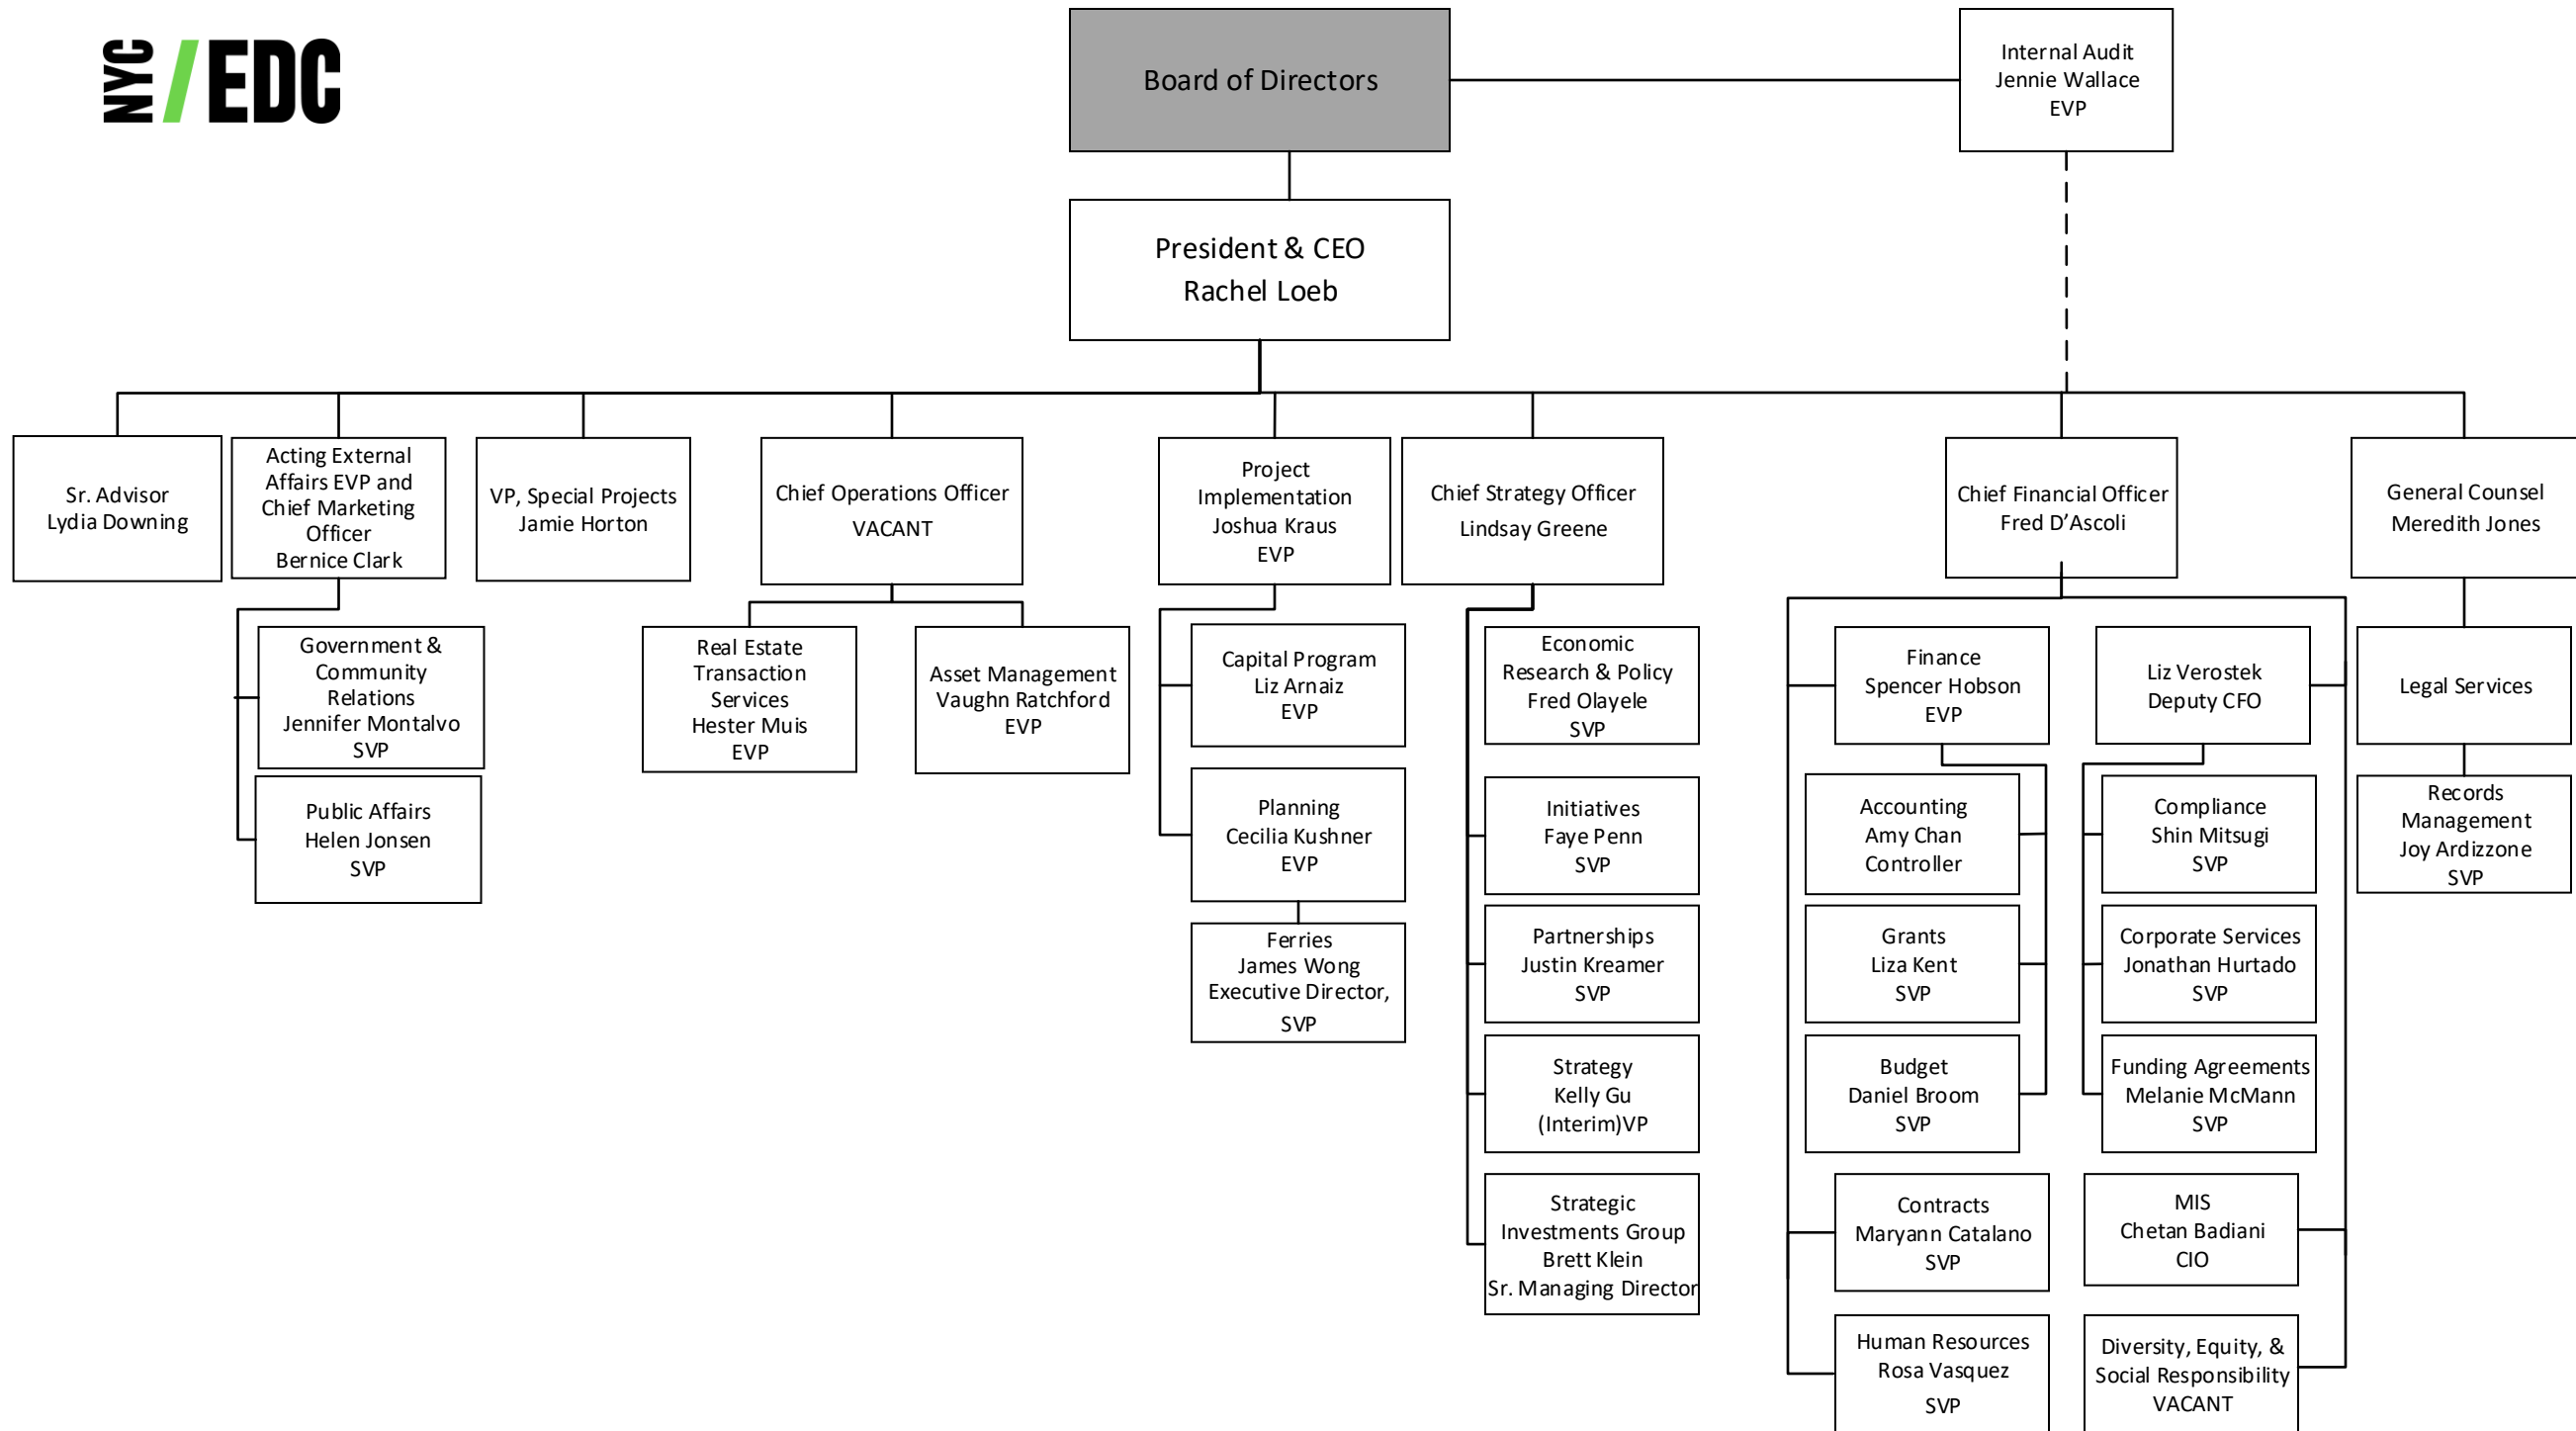 NYC / EDC
Board of Directors
Internal Audit
Jennie Wallace
EVP
President & CEO
Rachel Loeb
Sr. Advisor
Lydia Downing
Acting External
Affairs EVP and
Chief Marketing
Officer
Bernice Clark
VP, Special Projects
Jamie Horton
Chief Operations Officer
VACANT
Project
Implementation
Joshua Kraus
EVP
Chief Strategy Officer
Lindsay Greene
Chief Financial Officer
Fred D’Ascoli
General Counsel
Meredith Jones
Government &
Community
Relations
Jennifer Montalvo
SVP
Public Affairs
Helen Jonsen
SVP
Real Estate
Transaction
Services
Hester Muis
EVP
Asset Management
Vaughn Ratchford
EVP
Capital Program
Liz Arnaiz
EVP
Planning
Cecilia Kushner
EVP
Ferries
James Wong
Executive Director,
SVP
Economic
Research & Policy
Fred Olayele
SVP
Initiatives
Faye Penn
SVP
Partnerships
Justin Kreamer
SVP
Strategy
Kelly Gu
(Interim)VP
Strategic
Investments Group
Brett Klein
Sr. Managing Director
Finance
Spencer Hobson
EVP
Accounting
Amy Chan
Controller
Grants
Liza Kent
SVP
Budget
Daniel Broom
SVP
Contracts
Maryann Catalano
SVP
Human Resources
Rosa Vasquez
SVP
Liz Verostek
Deputy CFO
Compliance
Shin Mitsugi
SVP
Corporate Services
Jonathan Hurtado
SVP
Funding Agreements
Melanie McMann
SVP
MIS
Chetan Badiani
CIO
Diversity, Equity, &
Social Responsibility
VACANT
Legal Services
Records
Management
Joy Ardizzone
SVP